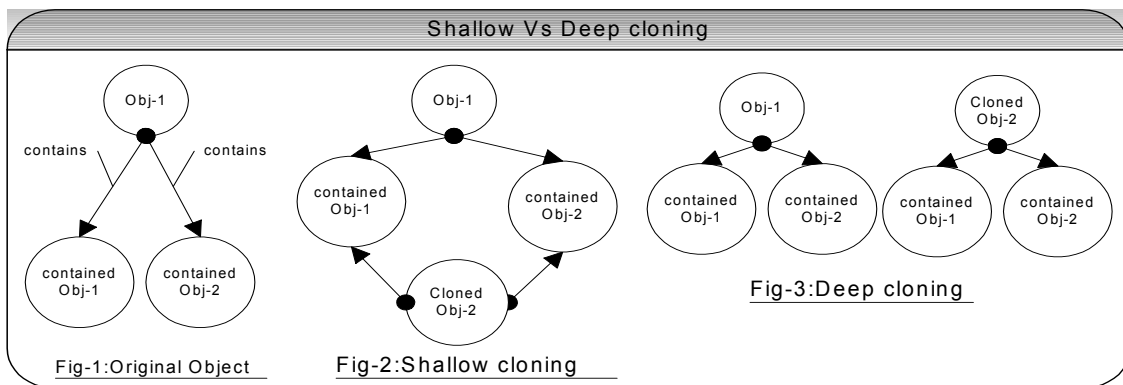 Shallow Vs Deep cloning
Obj-1
contains
contains
contained
Obj-1
contained
Obj-2
Fig-1:Original Object
Obj-1
contained
Obj-1
contained
Obj-2
Cloned
Obj-2
Fig-2:Shallow cloning
Obj-1
contained
Obj-1
contained
Obj-2
Cloned
Obj-2
contained
Obj-1
contained
Obj-2
Fig-3:Deep cloning